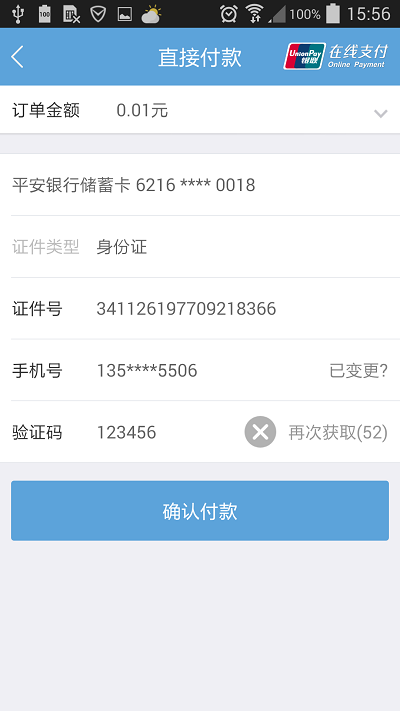 100% 15:56
直接付款
UnionPay 银联 在线支付
Online Payment
订单金额 0.01元
平安银行储蓄卡 6216 **** 0018
证件类型 身份证
证件号 341126197709218366
手机号 135****5506 已变更?
验证码 123456 再次获取(52)
确认付款